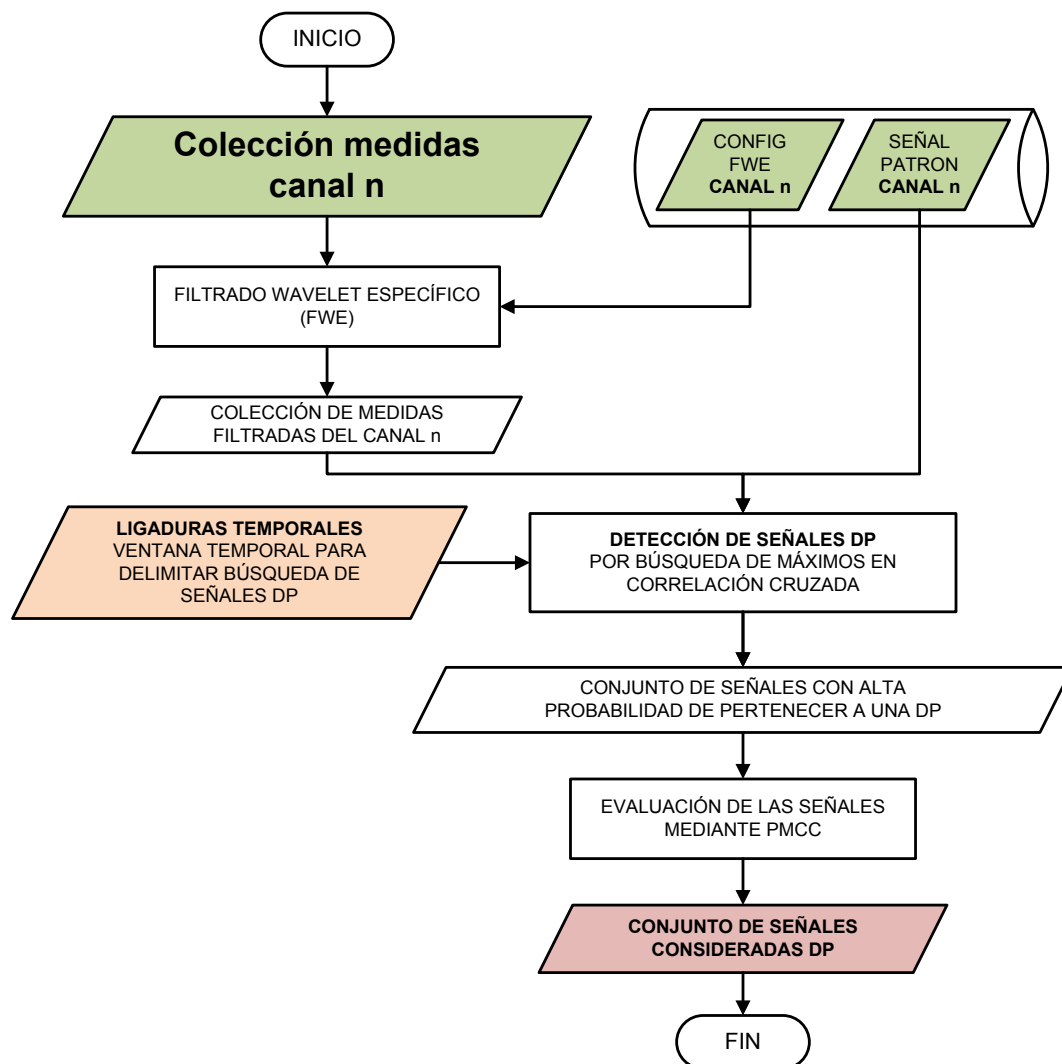 INICIO
Colección medidas
canal n
CONFIG
FWE
CANAL n
SEÑAL
PATRON
CANAL n
FILTRADO WAVELET ESPECÍFICO
(FWE)
COLECCIÓN DE MEDIDAS
FILTRADAS DEL CANAL n
LIGADURAS TEMPORALES
VENTANA TEMPORAL PARA
DELIMITAR BÚSQUEDA DE
SEÑALES DP
DETECCIÓN DE SEÑALES DP
POR BÚSQUEDA DE MÁXIMOS EN
CORRELACIÓN CRUZADA
CONJUNTO DE SEÑALES CON ALTA
PROBABILIDAD DE PERTENECER A UNA DP
EVALUACIÓN DE LAS SEÑALES
MEDIANTE PMCC
CONJUNTO DE SEÑALES
CONSIDERADAS DP
FIN